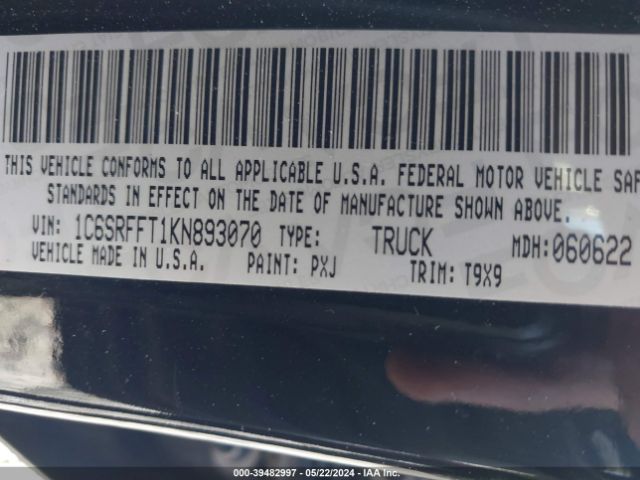 THIS VEHICLE CONFORMS TO ALL APPLICABLE U.S.A. FEDERAL MOTOR VEHICLE SAF
STANDARDS IN EFFECT ON THE DATE OF MANUFACTURE SHOWN ABOVE.
VIN: 1C6SRFFT1KN893070 TYPE: TRUCK MDH:060622
VEHICLE MADE IN U.S.A. PAINT: PXJ TRIM: T9X9
000-39482997 - 05/22/2024 - IAA Inc.